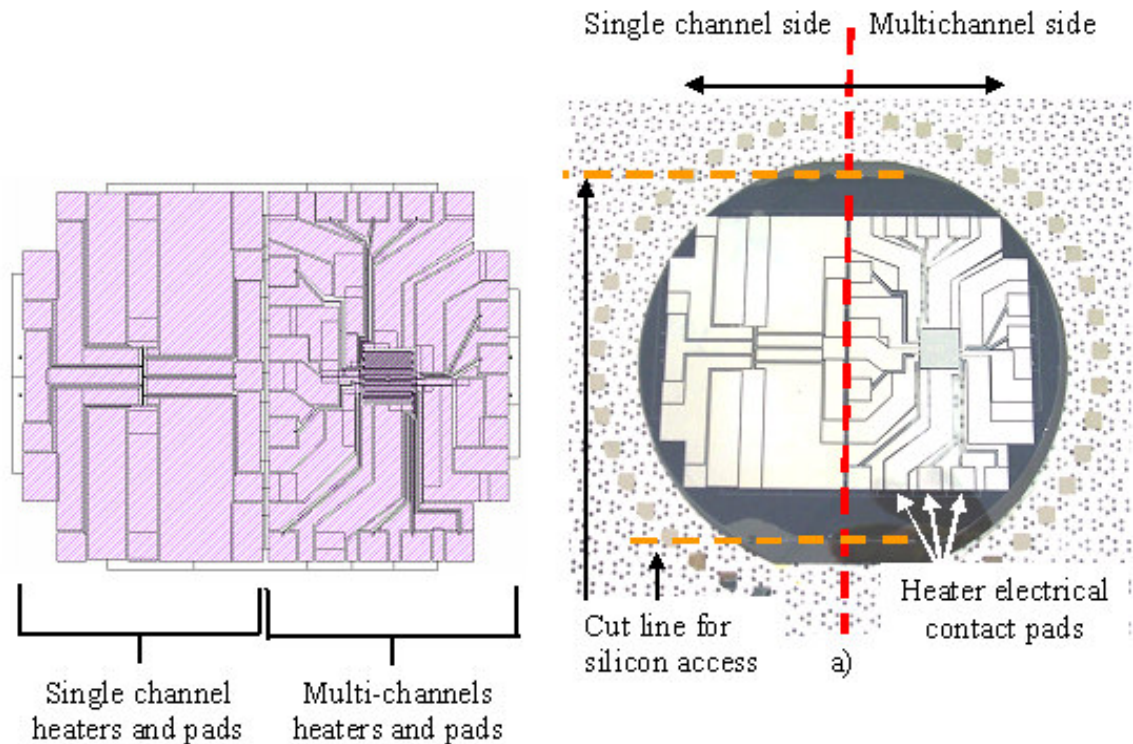 Single channel side
Multichannel side
Heater electrical
contact pads
Cut line for
silicon access
a)
Single channel
heaters and pads
Multi-channels
heaters and pads